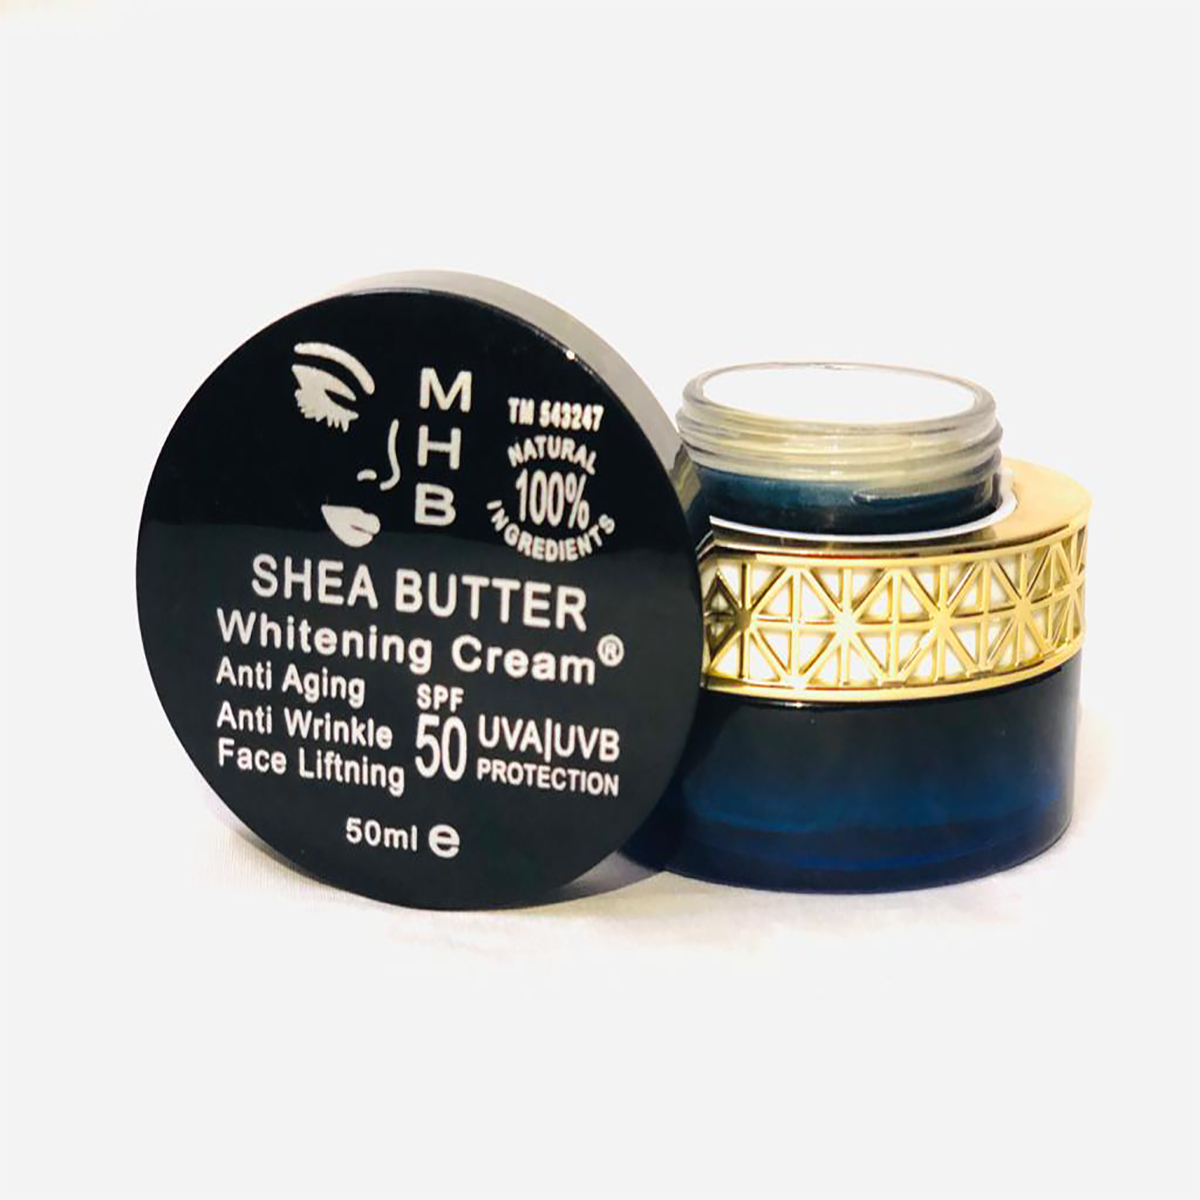 M
H
B
TM 543247
NATURAL
100%
INGREDIENTS
SHEA BUTTER
Whitening Cream®
Anti Aging
Anti Wrinkle
Face Liftning
SPF
50
UVA|UVB
PROTECTION
50ml e